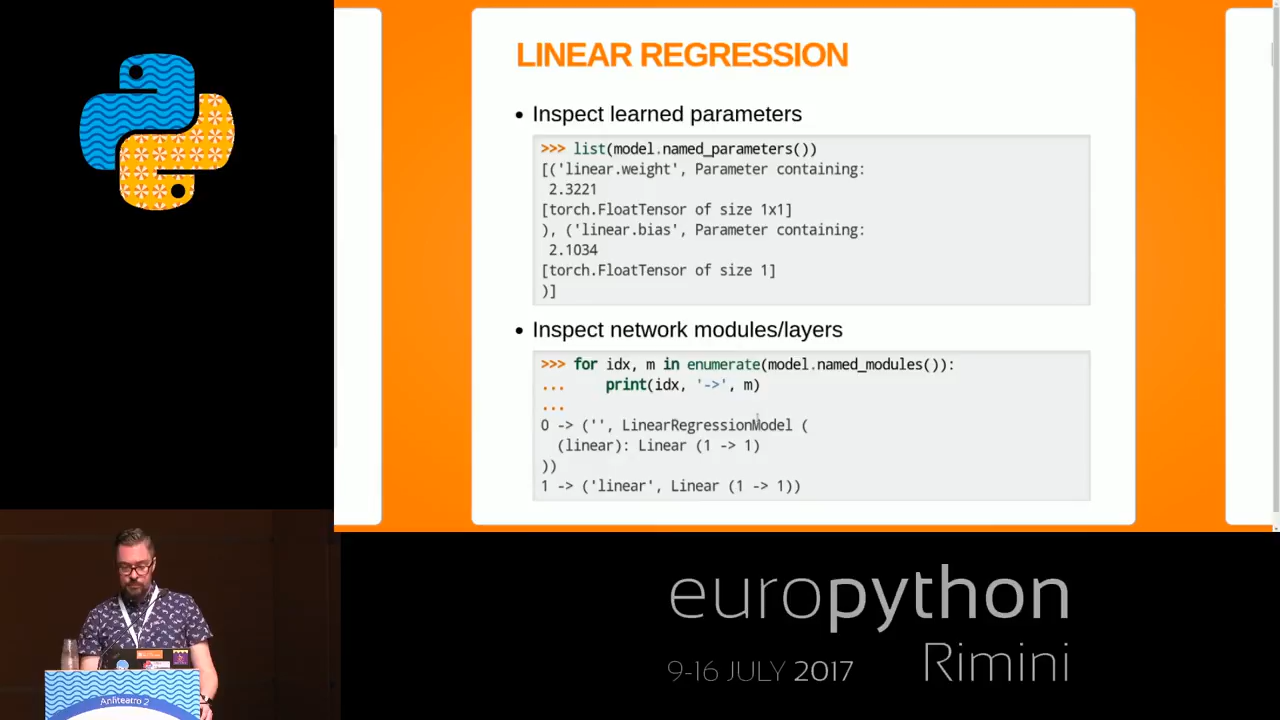 LINEAR REGRESSION
• Inspect learned parameters
>>> list(model.named_parameters())
[('linear.weight', Parameter containing:
 2.3221
[torch.FloatTensor of size 1x1]
), ('linear.bias', Parameter containing:
 2.1034
[torch.FloatTensor of size 1]
)]
• Inspect network modules/layers
>>> for idx, m in enumerate(model.named_modules()):
...     print(idx, '->', m)
...
0 -> ('', LinearRegressionModel (
  (linear): Linear (1 -> 1)
))
1 -> ('linear', Linear (1 -> 1))
europython
9-16 JULY 2017
Rimini
Anfiteatro 2